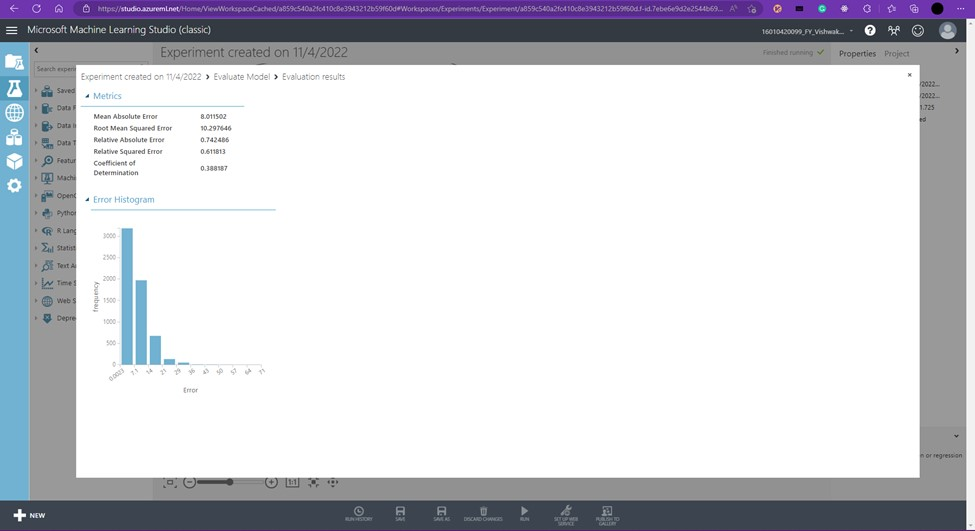 https://studio.azureml.net/Home/ViewWorkspaceCached/a859c540a2fc410c8e3943212b59f60d#Workspaces/Experiments/Experiment/a859c540a2fc410c8e3943212b59f60d.f-id.7ebe6e9d2e2544b69...
Microsoft Machine Learning Studio (classic)
16010420099_FY_Vishwak...
Experiment created on 11/4/2022
Finished running
Properties Project
Search experi
Experiment created on 11/4/2022 > Evaluate Model > Evaluation results
Metrics
Mean Absolute Error 8.011502
Root Mean Squared Error 10.297646
Relative Absolute Error 0.742486
Relative Squared Error 0.611813
Coefficient of
Determination 0.388187
Error Histogram
frequency
3000
2500
2000
1500
1000
500
0
0.0023 7.1 14 21 29 36 43 50 57 64 71
Error
Saved
Data F
Data In
Data T
Featur
Machi
OpenC
Python
R Lang
Statist
Text A
Time S
Web S
Depre
/2022...
/2022...
1.725
ed
n or regression
1:1
NEW
RUN HISTORY
SAVE
SAVE AS
DISCARD CHANGES
RUN
SET UP WEB
SERVICE
PUBLISH TO
GALLERY